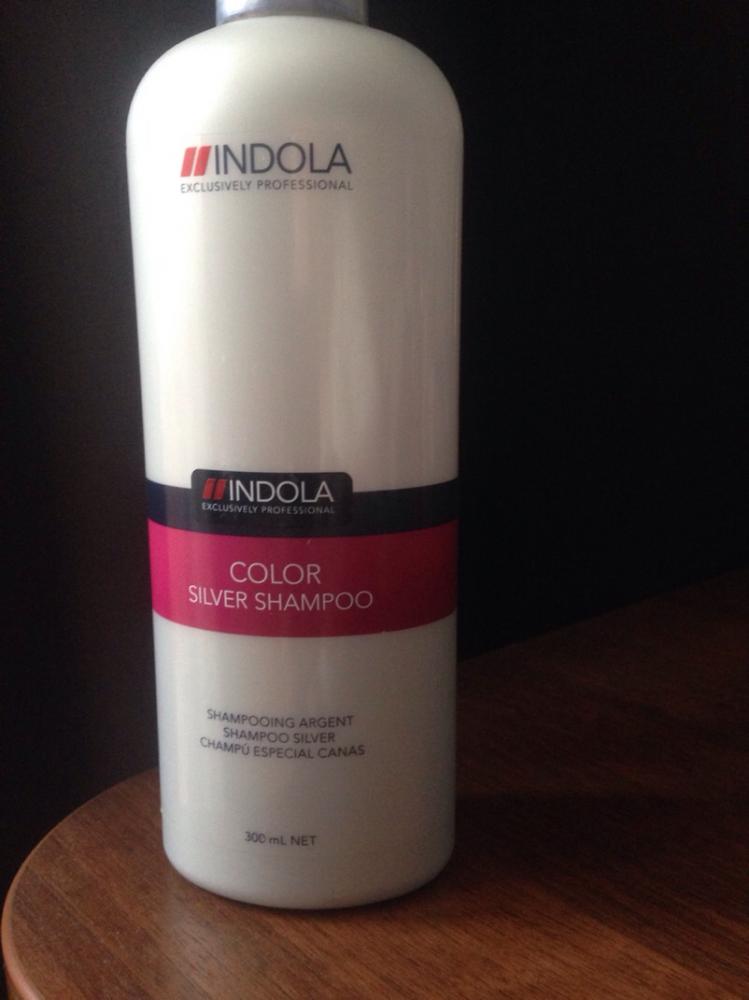 INDOLA
EXCLUSIVELY PROFESSIONAL
INDOLA
EXCLUSIVELY PROFESSIONAL
COLOR
SILVER SHAMPOO
SHAMPOOING ARGENT
SHAMPOO SILVER
CHAMPÚ ESPECIAL CANAS
300 mL NET